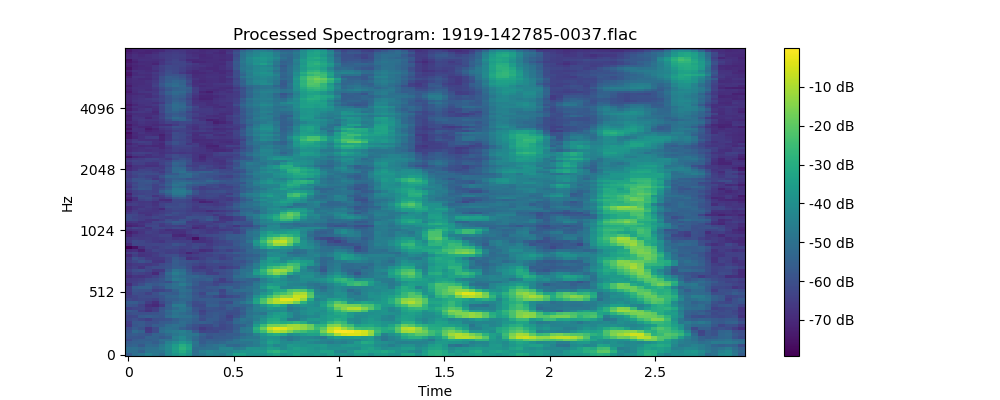 Processed Spectrogram: 1919-142785-0037.flac
Hz
4096
2048
1024
512
0
0
0.5
1
1.5
2
2.5
Time
-10 dB
-20 dB
-30 dB
-40 dB
-50 dB
-60 dB
-70 dB